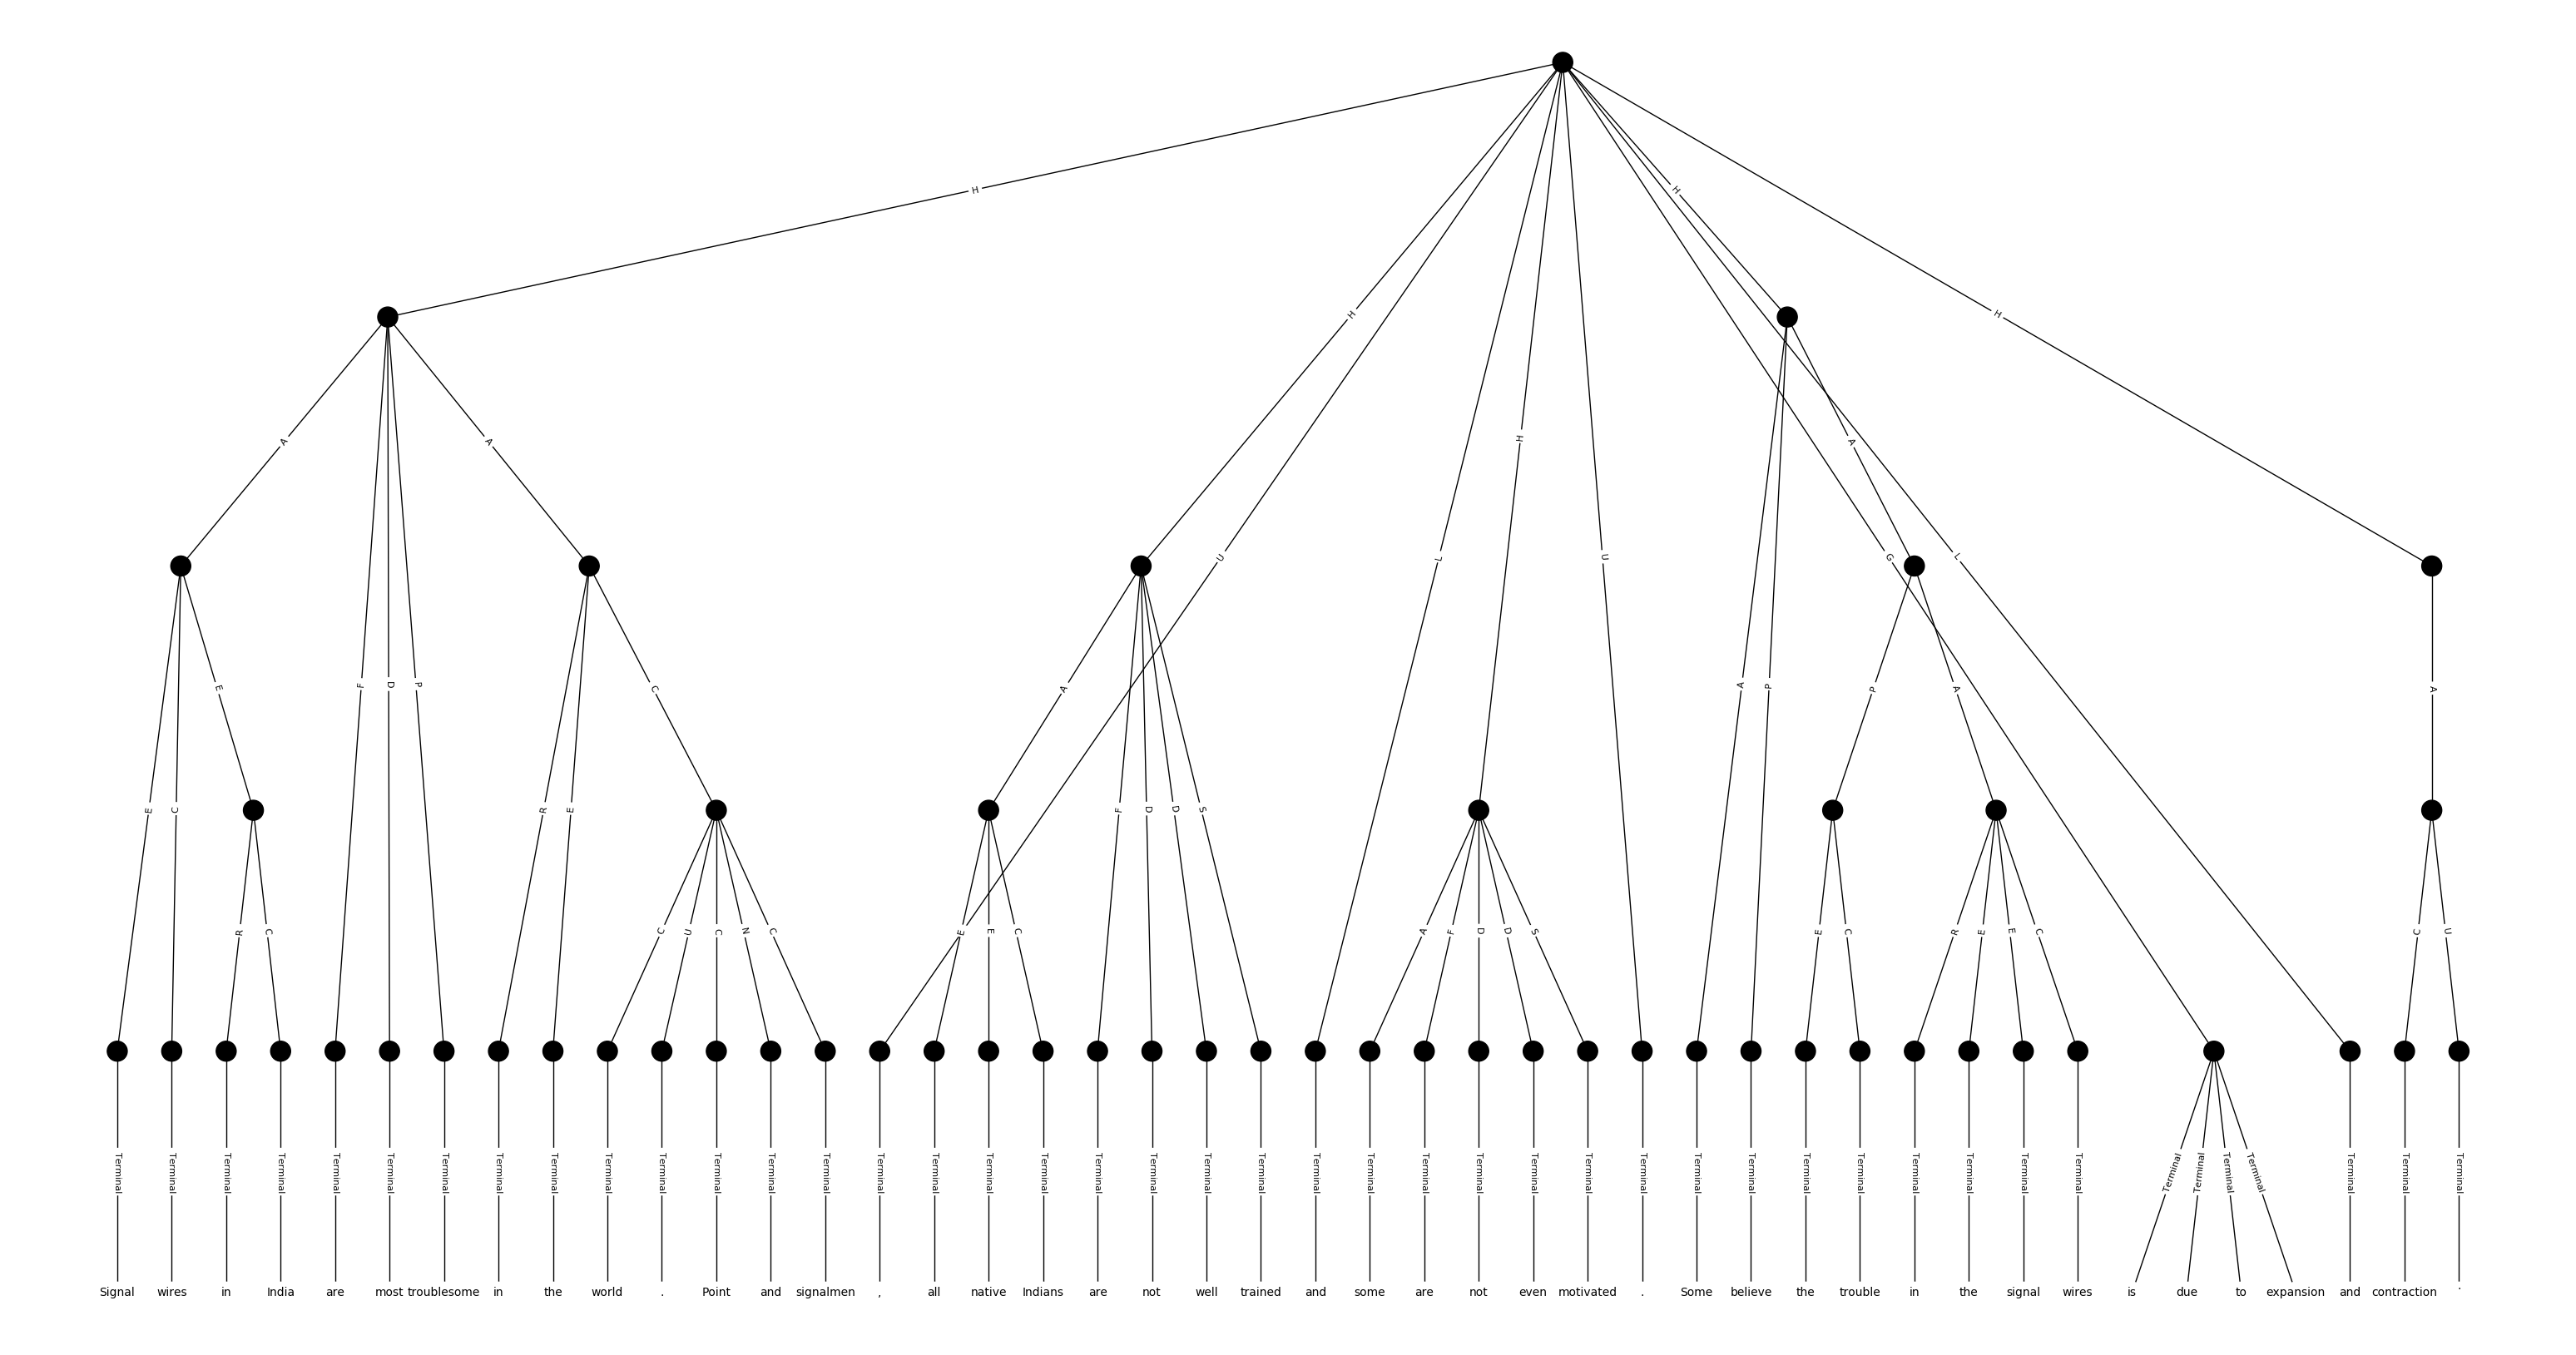 H
H H
A A H A
H
U L U G L
E F D P C A P A A
A P
E C R E F D D S
R C C U C N C E E C A F D D S E C R E E C C U
Terminal Terminal Terminal Terminal Terminal Terminal Terminal Terminal Terminal Terminal Terminal Terminal Terminal Terminal Terminal Terminal Terminal Terminal Terminal Terminal Terminal Terminal Terminal Terminal Terminal Terminal Terminal Terminal Terminal Terminal Terminal Terminal Terminal Terminal Terminal Terminal Terminal Terminal Terminal Terminal Terminal Terminal Terminal
Signal wires in India are most troublesome in the world . Point and signalmen , all native Indians are not well trained and some are not even motivated . Some believe the trouble in the signal wires is due to expansion and contraction .